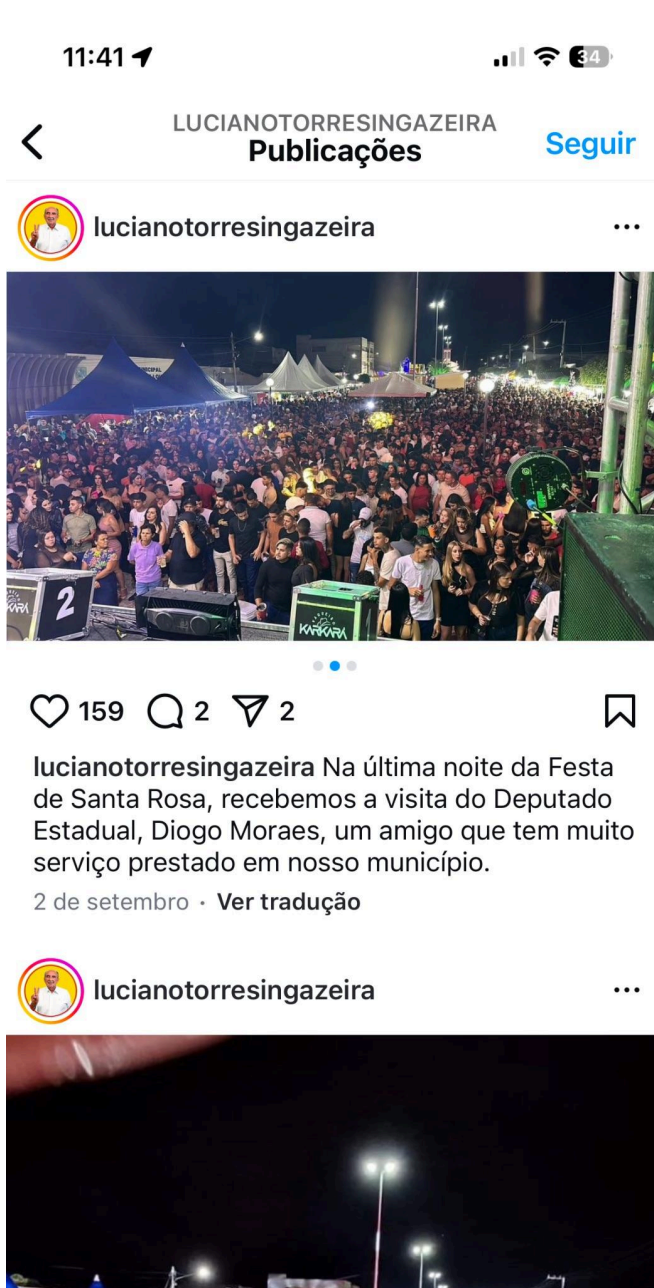 11:41
34
LUCIANOTORRESINGAZEIRA
Publicações
Seguir
lucianotorresingazeira
2
KARKARÁ
159
2
2
lucianotorresingazeira Na última noite da Festa
de Santa Rosa, recebemos a visita do Deputado
Estadual, Diogo Moraes, um amigo que tem muito
serviço prestado em nosso município.
2 de setembro · Ver tradução
lucianotorresingazeira